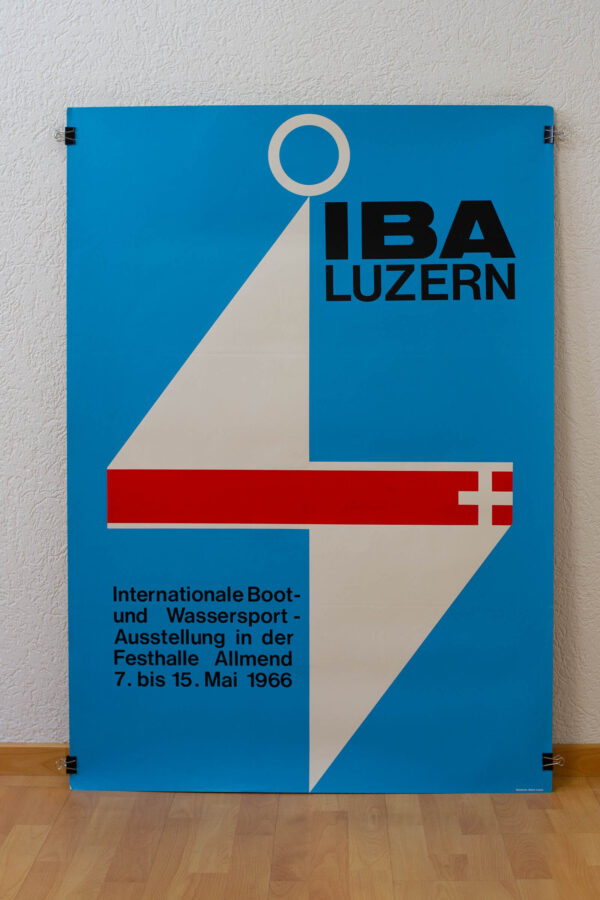 IBA
LUZERN
Internationale Boot-
und Wassersport-
Ausstellung in der
Festhalle Allmend
7. bis 15. Mai 1966